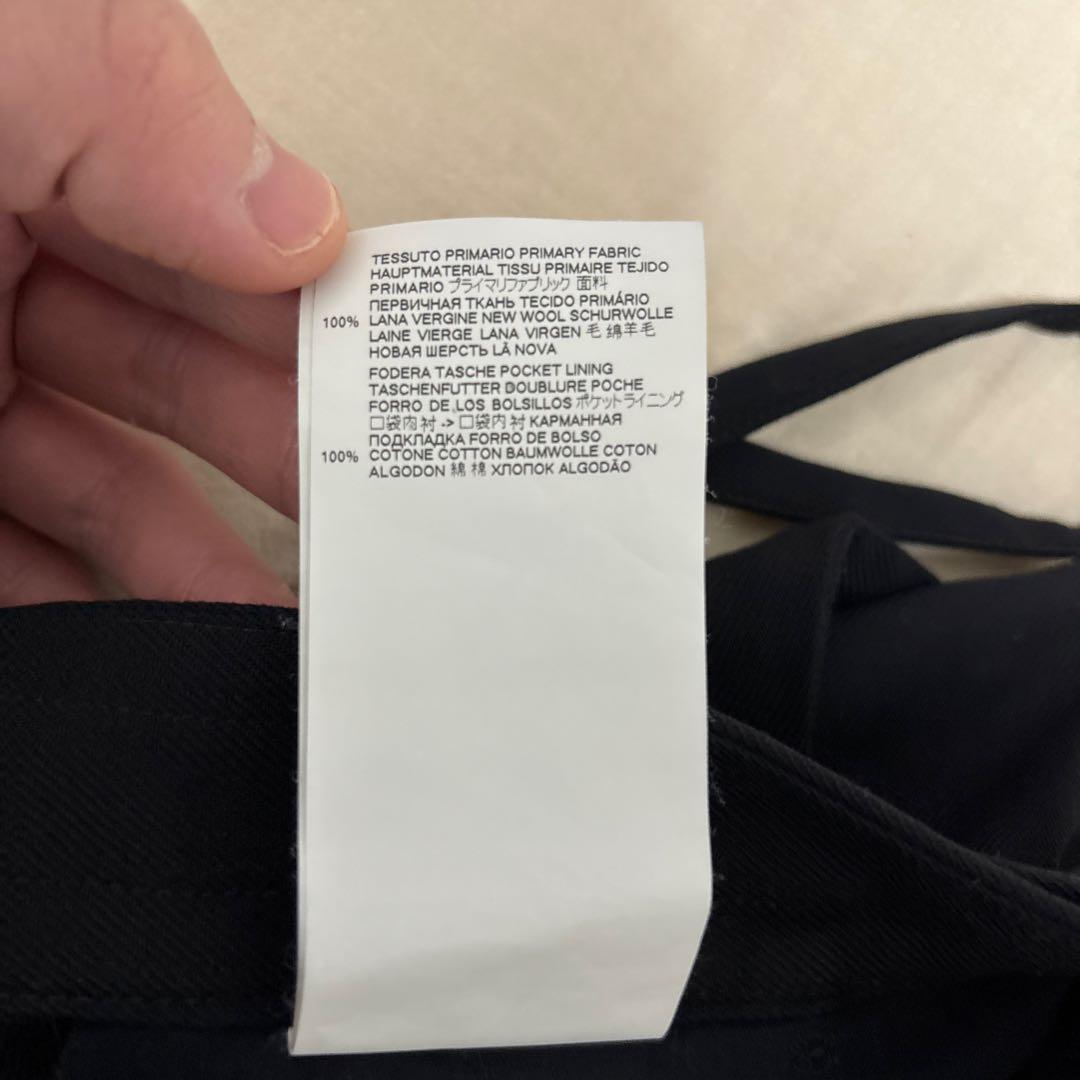 TESSUTO PRIMARIO PRIMARY FABRIC
HAUPTMATERIAL TISSU PRIMAIRE TEJIDO
PRIMARIO プライマリファブリック 面料
ПЕРВИЧНАЯ ТКАНЬ TECIDO PRIMÁRIO
100% LANA VERGINE NEW WOOL SCHURWOLLE
LAINE VIERGE LANA VIRGEN 毛 绵羊毛
НОВАЯ ШЕРСТЬ LÃ NOVA
FODERA TASCHE POCKET LINING
TASCHENFUTTER DOUBLURE POCHE
FORRO DE LOS BOLSILLOS ポケットライニング
口袋肉衬 -> 口袋内衬 КАРМАННАЯ
ПОДКЛАДКА FORRO DE BOLSO
100% COTONE COTTON BAUMWOLLE COTON
ALGODON 綿 棉 ХЛОПОК ALGODÃO